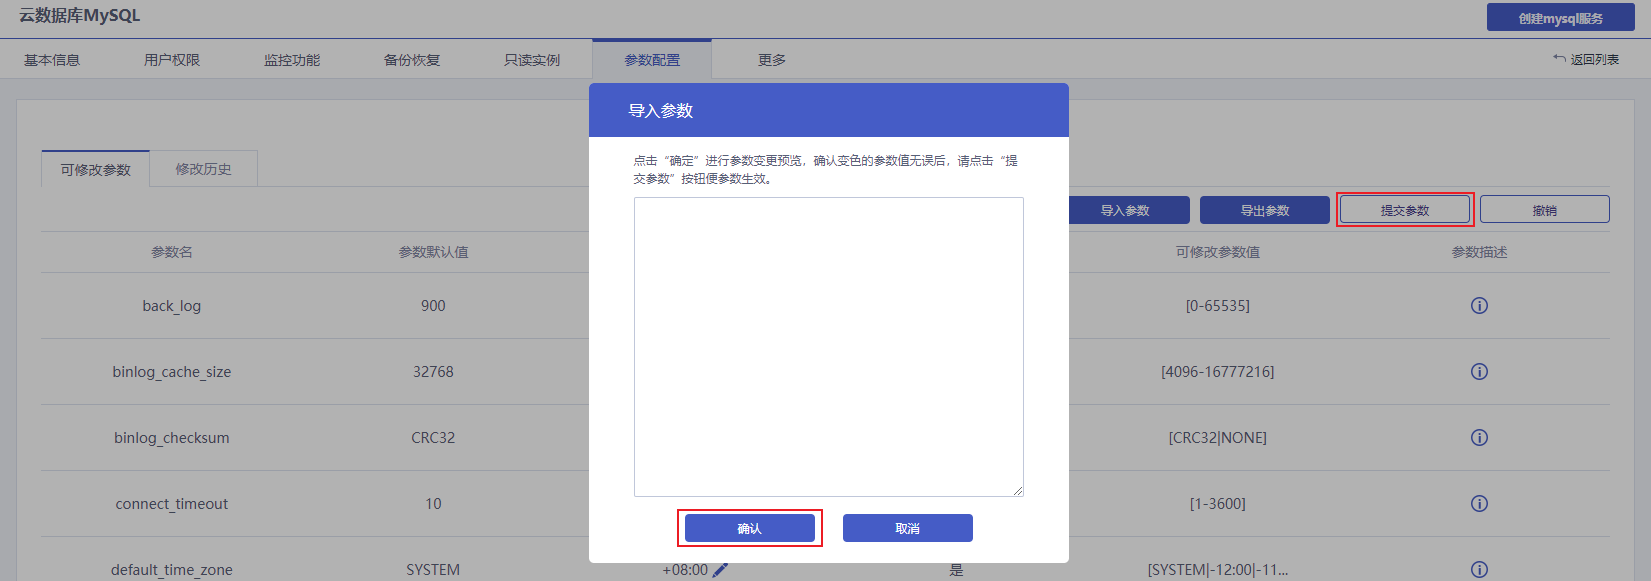 云数据库MySQL
创建mysql服务
基本信息 用户权限 监控功能 备份恢复 只读实例 参数配置 更多 返回列表
导入参数
点击“确定”进行参数变更预览，确认变色的参数值无误后，请点击“提
交参数”按钮便参数生效。
可修改参数 修改历史
导入参数 导出参数 提交参数 撤销
参数名 参数默认值 可修改参数值 参数描述
back_log 900 [0-65535]
binlog_cache_size 32768 [4096-16777216]
binlog_checksum CRC32 [CRC32|NONE]
connect_timeout 10 [1-3600]
确认 取消
default_time_zone SYSTEM +08:00 是 [SYSTEM|-12:00|-11...